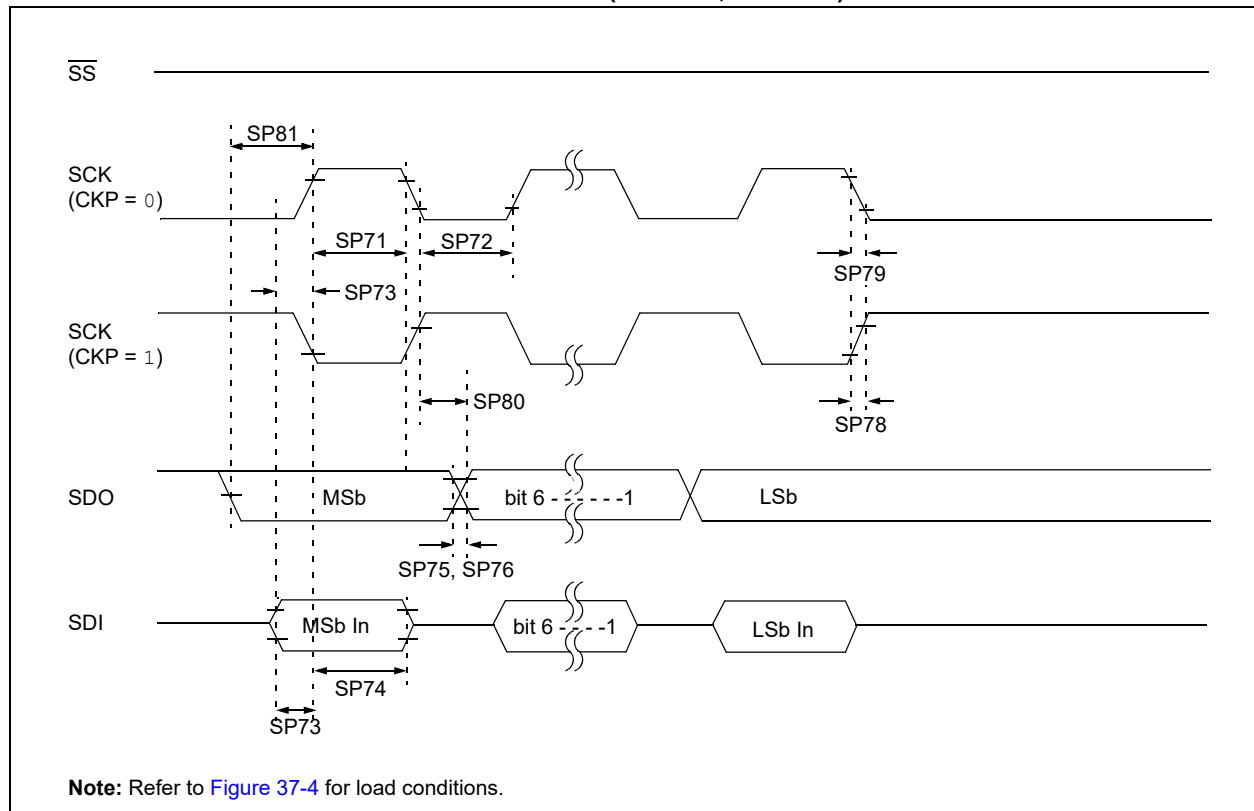 SS
SP81
SCK
(CKP = 0)
SP71
SP72
SP79
SP73
SCK
(CKP = 1)
SP80
SP78
SDO
MSb
bit 6 - - - - - -1
LSb
SP75, SP76
SDI
MSb In
bit 6 - - - -1
LSb In
SP74
SP73
Note: Refer to Figure 37-4 for load conditions.